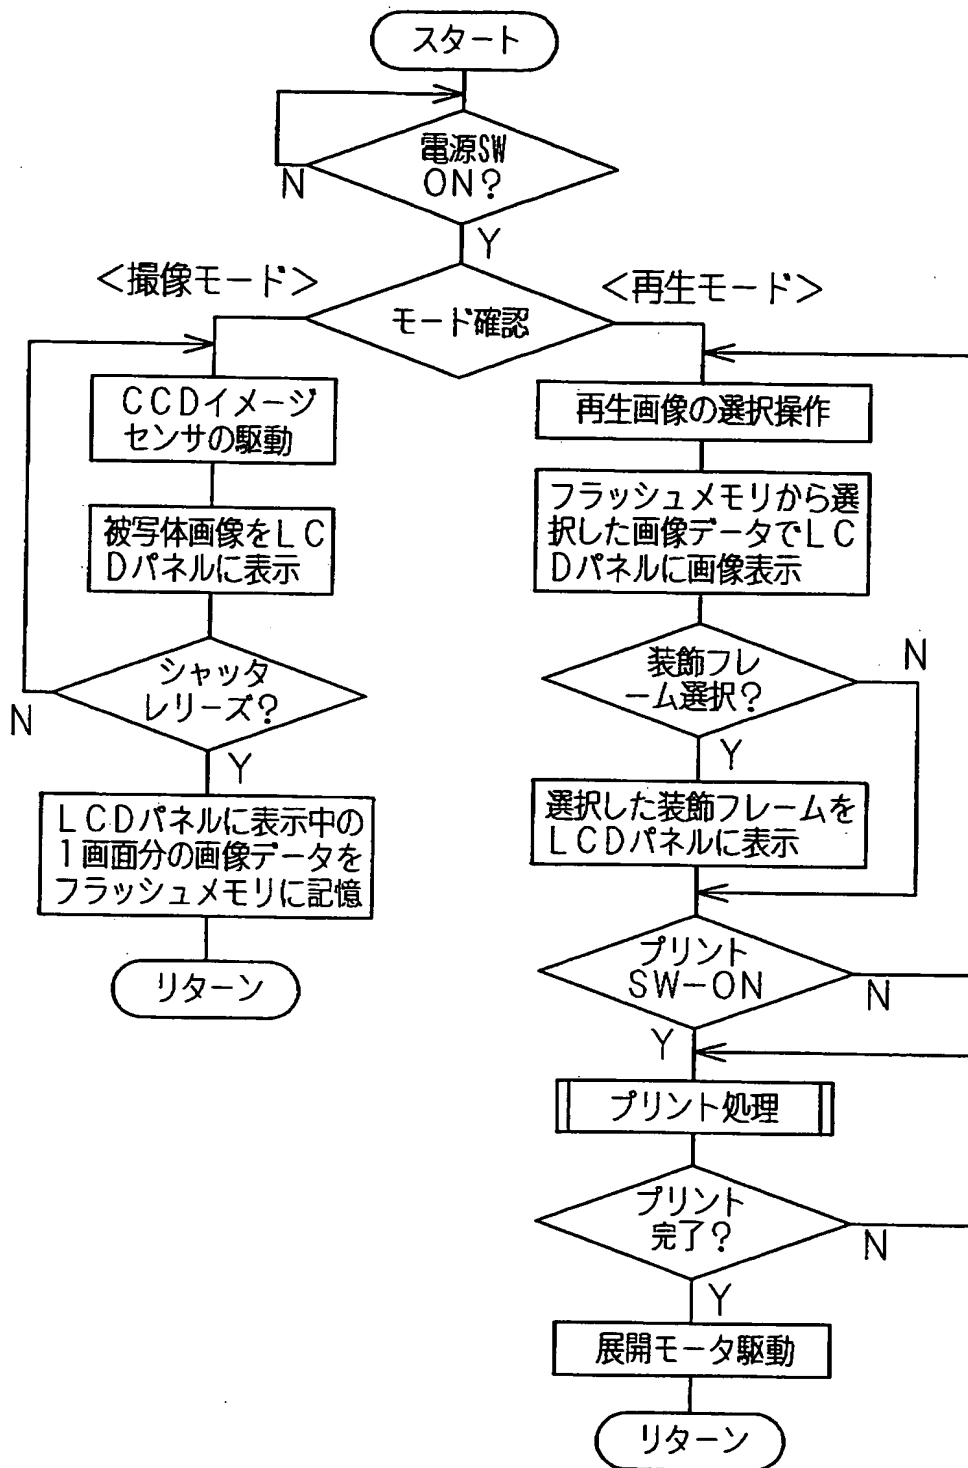 スタート
電源SW
ON?
N
Y
<撮像モード>
<再生モード>
モード確認
CCDイメージ
センサの駆動
被写体画像をLC
Dパネルに表示
シャッタ
レリーズ?
N
Y
LCDパネルに表示中の
1画面分の画像データを
フラッシュメモリに記憶
リターン
再生画像の選択操作
フラッシュメモリから選
択した画像データでLC
Dパネルに画像表示
装飾フレ
ーム選択?
N
Y
選択した装飾フレームを
LCDパネルに表示
プリント
SW-ON
N
Y
プリント処理
プリント
完了?
N
Y
展開モータ駆動
リターン